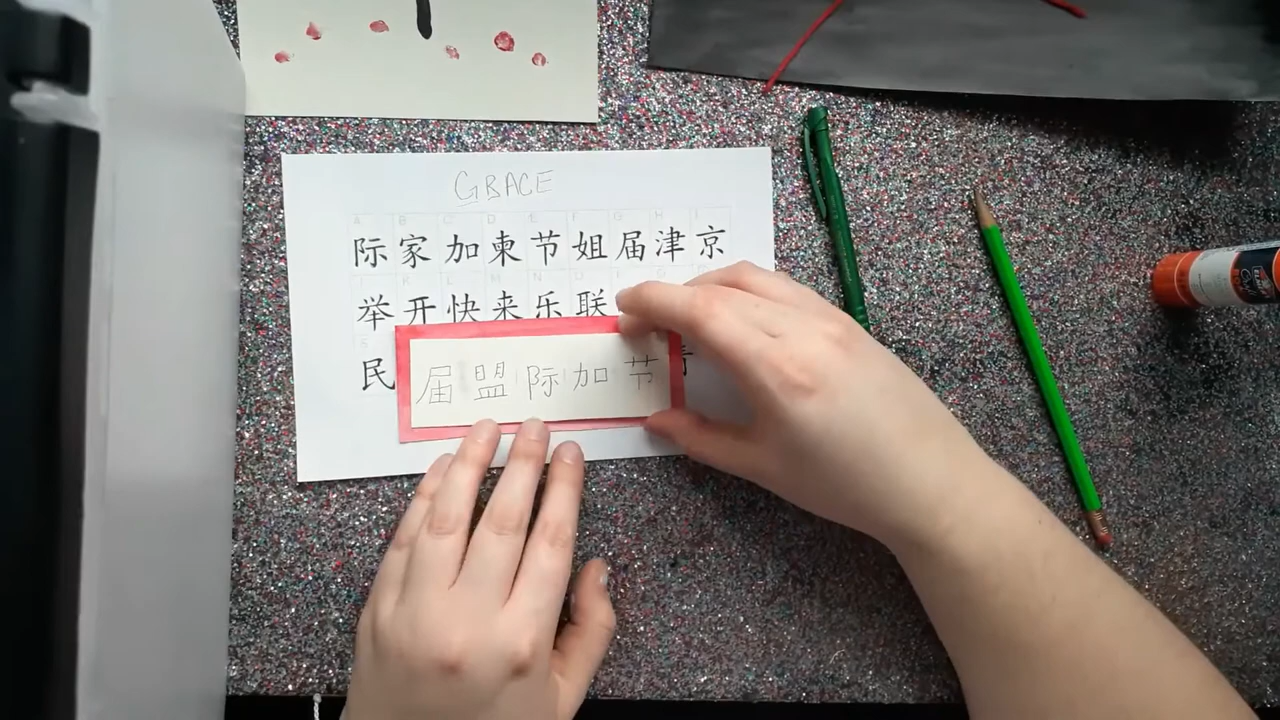 GRACE
A B C D E F G H I
际 家 加 柬 节 姐 届 津 京
举 开 快 来 乐 联
民
届 盟 际 加 节